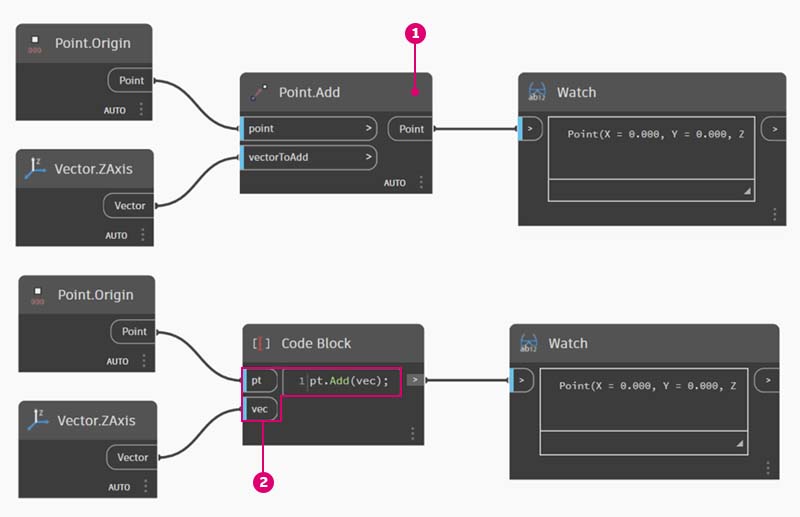 1
Point.Origin
Point
AUTO
Point.Add
point >
Point
vectorToAdd >
AUTO
Watch
>
Point(X = 0.000, Y = 0.000, Z
>
Vector.ZAxis
Vector
AUTO
Point.Origin
Point
AUTO
Code Block
pt
1 pt.Add(vec);
>
vec
Watch
>
Point(X = 0.000, Y = 0.000, Z
>
Vector.ZAxis
Vector
AUTO
2